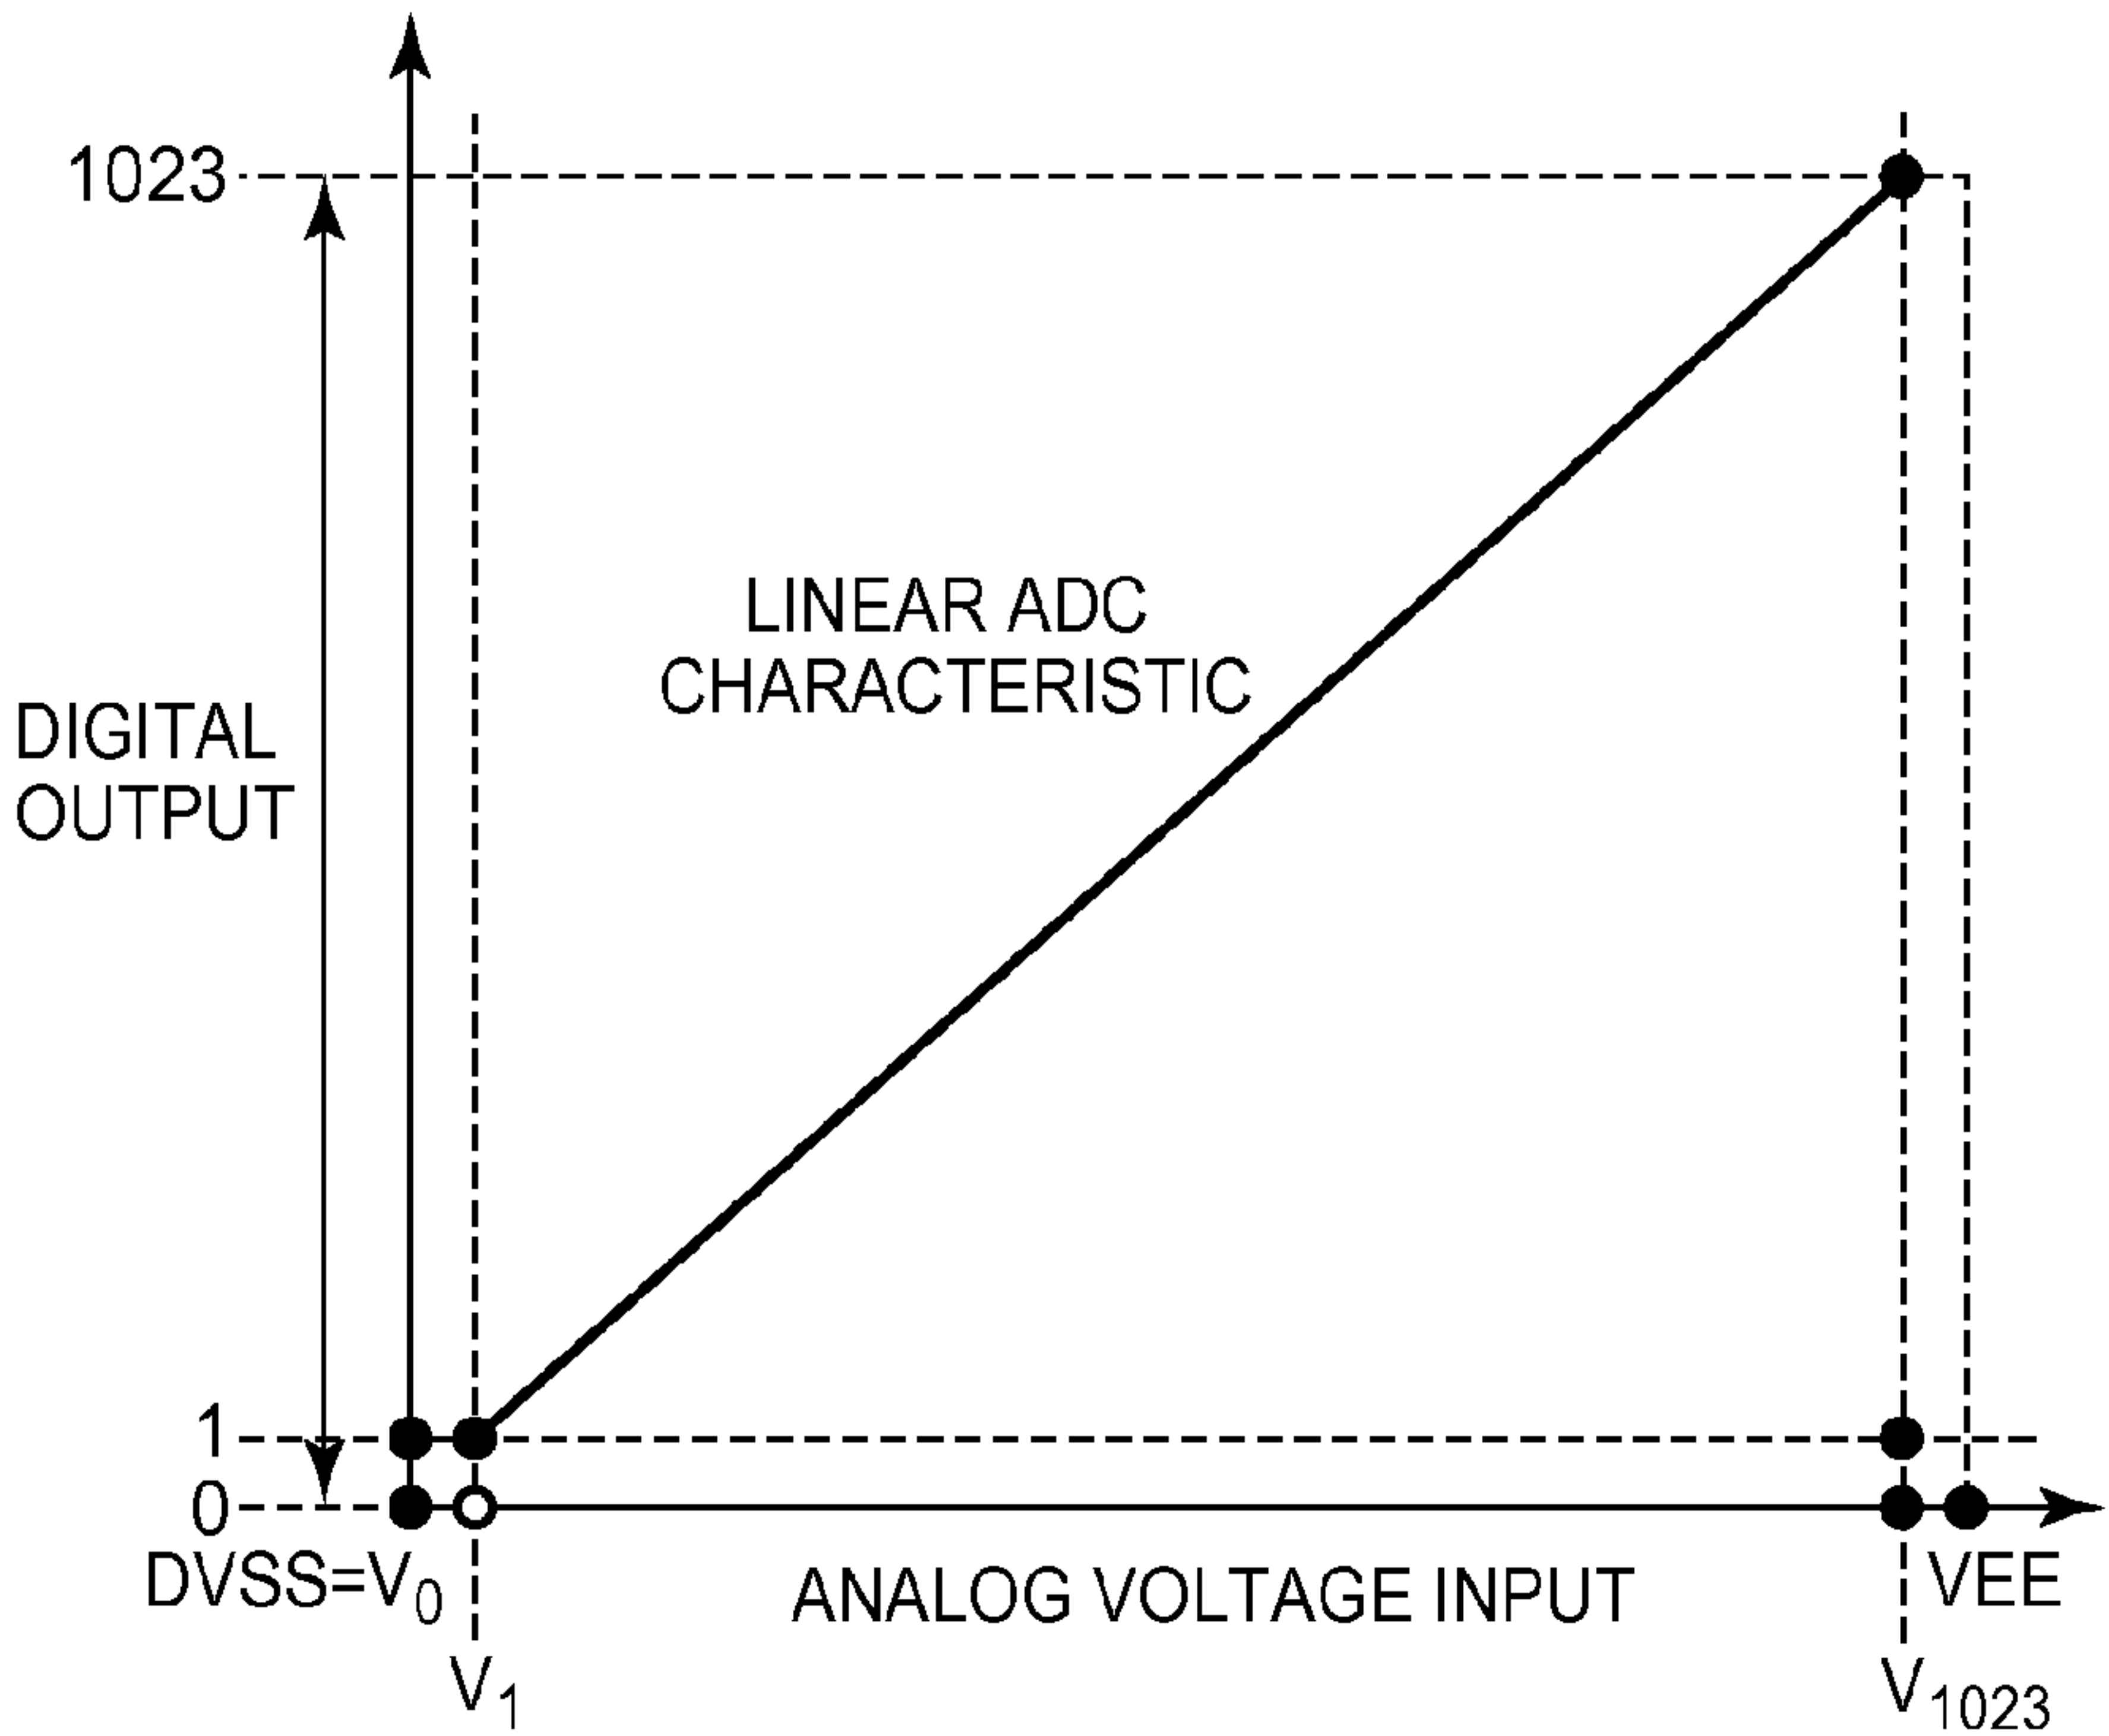 1023
LINEAR ADC
CHARACTERISTIC
DIGITAL
OUTPUT
1
0
DVSS=V0
ANALOG VOLTAGE INPUT
VEE
V1
V1023